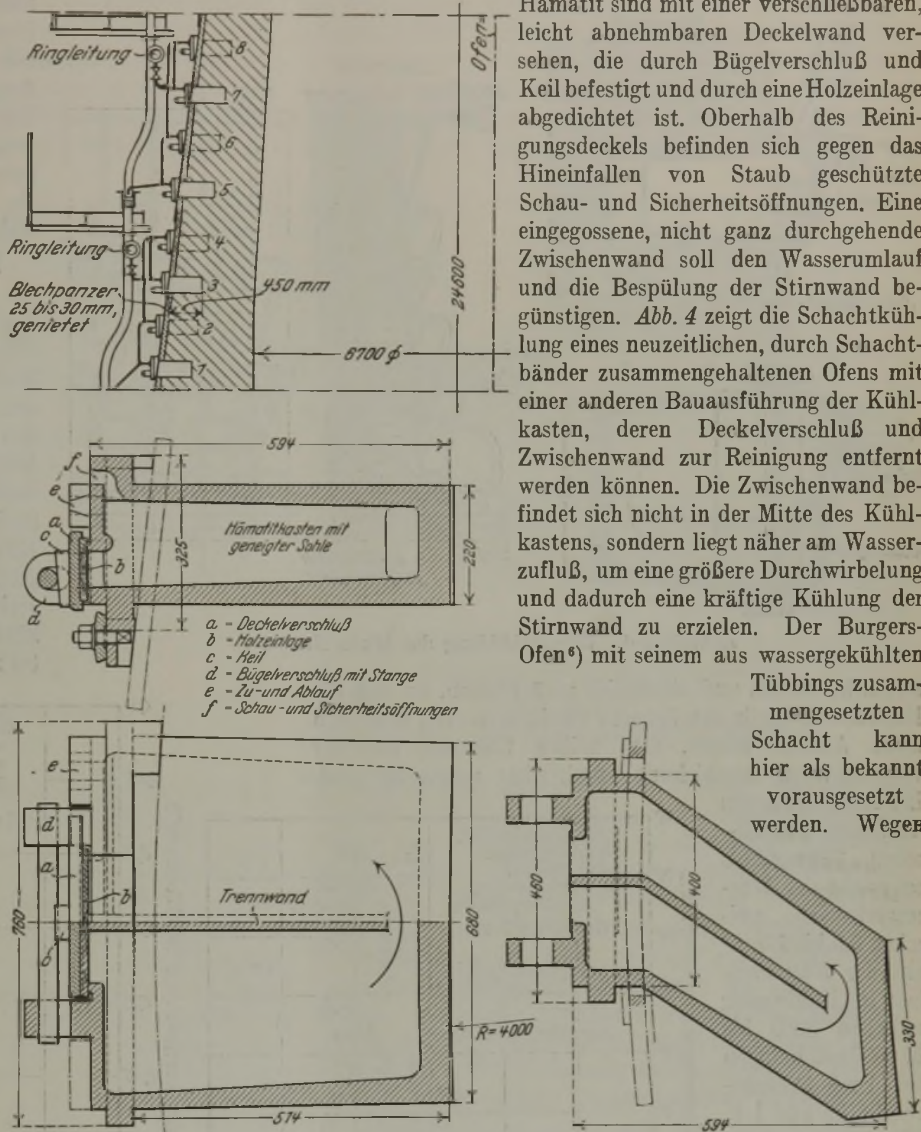 Hämatit sind mit einer verschließbaren,
leicht abnehmbaren Deckelwand ver-
sehen, die durch Bügelverschluß und
Keil befestigt und durch eine Holzeinlage
abgedichtet ist. Oberhalb des Reini-
gungsdeckels befinden sich gegen das
Hineinfallen von Staub geschützte
Schau- und Sicherheitsöffnungen. Eine
eingegossene, nicht ganz durchgehende
Zwischenwand soll den Wasserumlauf
und die Bespülung der Stirnwand be-
günstigen. Abb. 4 zeigt die Schachtküh-
lung eines neuzeitlichen, durch Schacht-
bänder zusammengehaltenen Ofens mit
einer anderen Bauausführung der Kühl-
kasten, deren Deckelverschluß und
Zwischenwand zur Reinigung entfernt
werden können. Die Zwischenwand be-
findet sich nicht in der Mitte des Kühl-
kastens, sondern liegt näher am Wasser-
zufluß, um eine größere Durchwirbelung
und dadurch eine kräftige Kühlung der
Stirnwand zu erzielen. Der Burgers-
Ofen⁶) mit seinem aus wassergekühlten
Tübbings zusam-
mengesetzten
Schacht kann
hier als bekannt
vorausgesetzt
werden. Wegen
Ringleitung
8
7
6
5
4
3
2
1
Ringleitung
Blechpanzer
25 bis 30 mm,
genietet
450 mm
6700 ϕ
24600
Ofen
594
f
e
a
c
b
d
325
220
Hämatitkasten mit
geneigter Sohle
a - Deckelverschluß
b - Holzeinlage
c - Keil
d - Bügelverschluß mit Stange
e - Zu- und Ablauf
f - Schau- und Sicherheitsöffnungen
e
d
a
b
b
760
Trennwand
680
R=4000
574
460
400
330
594